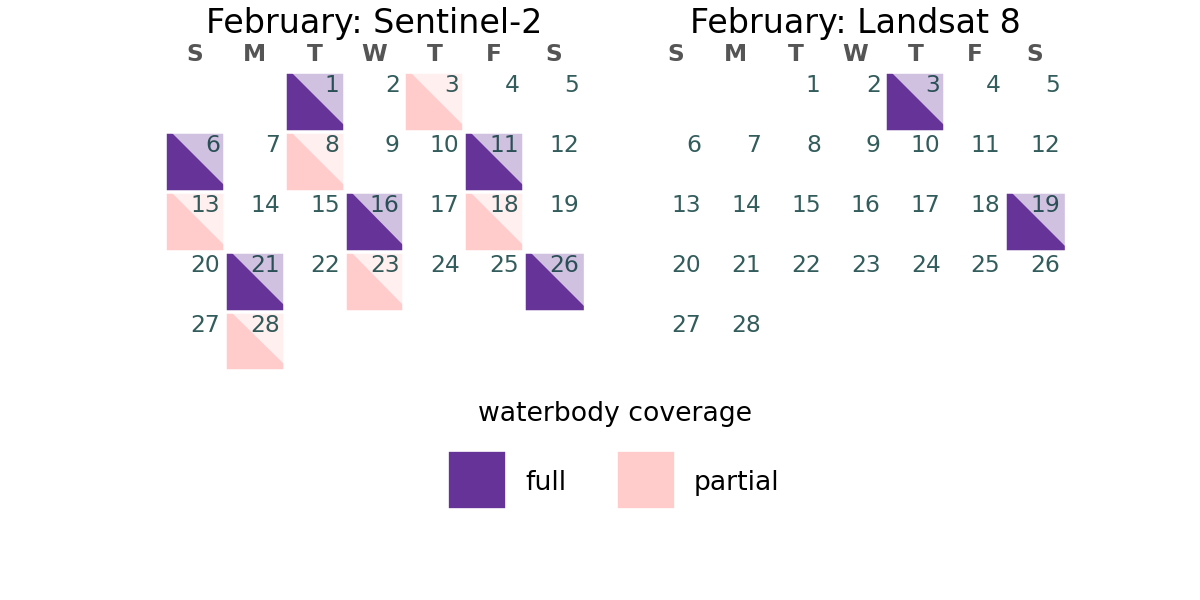 February: Sentinel-2
S M T W T F S
1 2 3 4 5
6 7 8 9 10 11 12
13 14 15 16 17 18 19
20 21 22 23 24 25 26
27 28
February: Landsat 8
S M T W T F S
1 2 3 4 5
6 7 8 9 10 11 12
13 14 15 16 17 18 19
20 21 22 23 24 25 26
27 28
waterbody coverage
full
partial